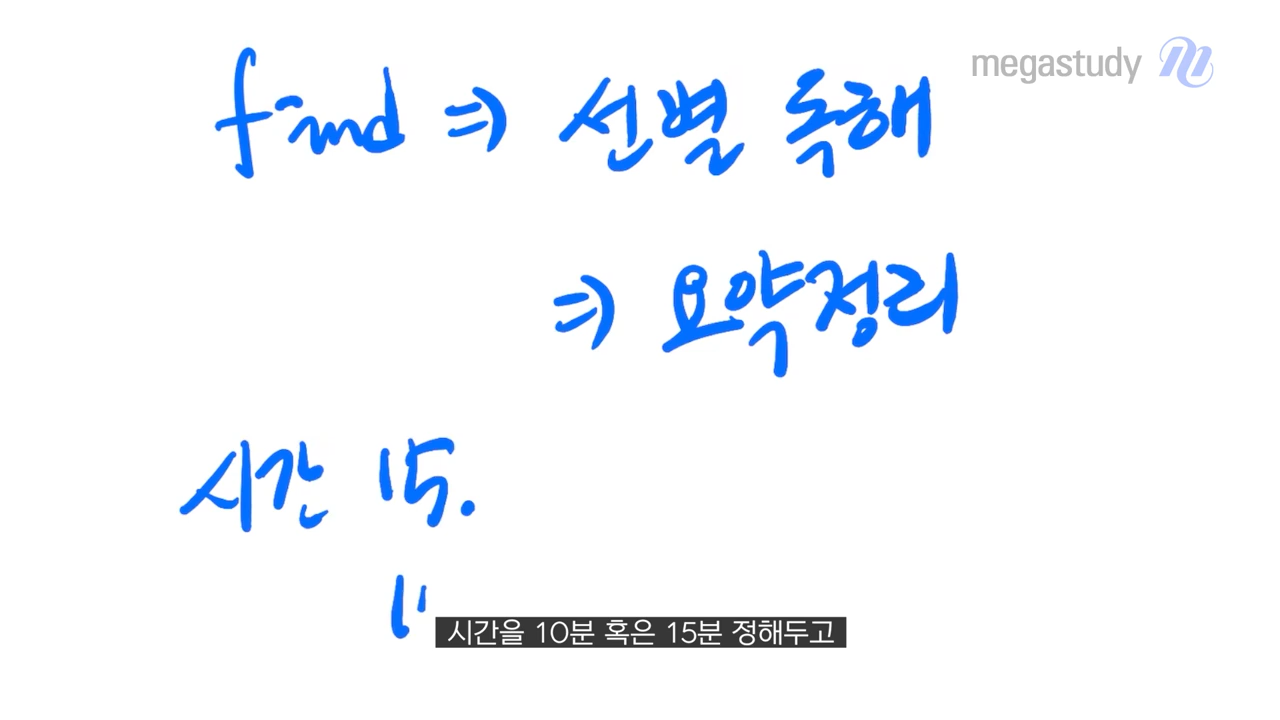 megastudy
find ⇒ 선별 독해
⇒ 요약정리
시간 15.
시간을 10분 혹은 15분 정해두고